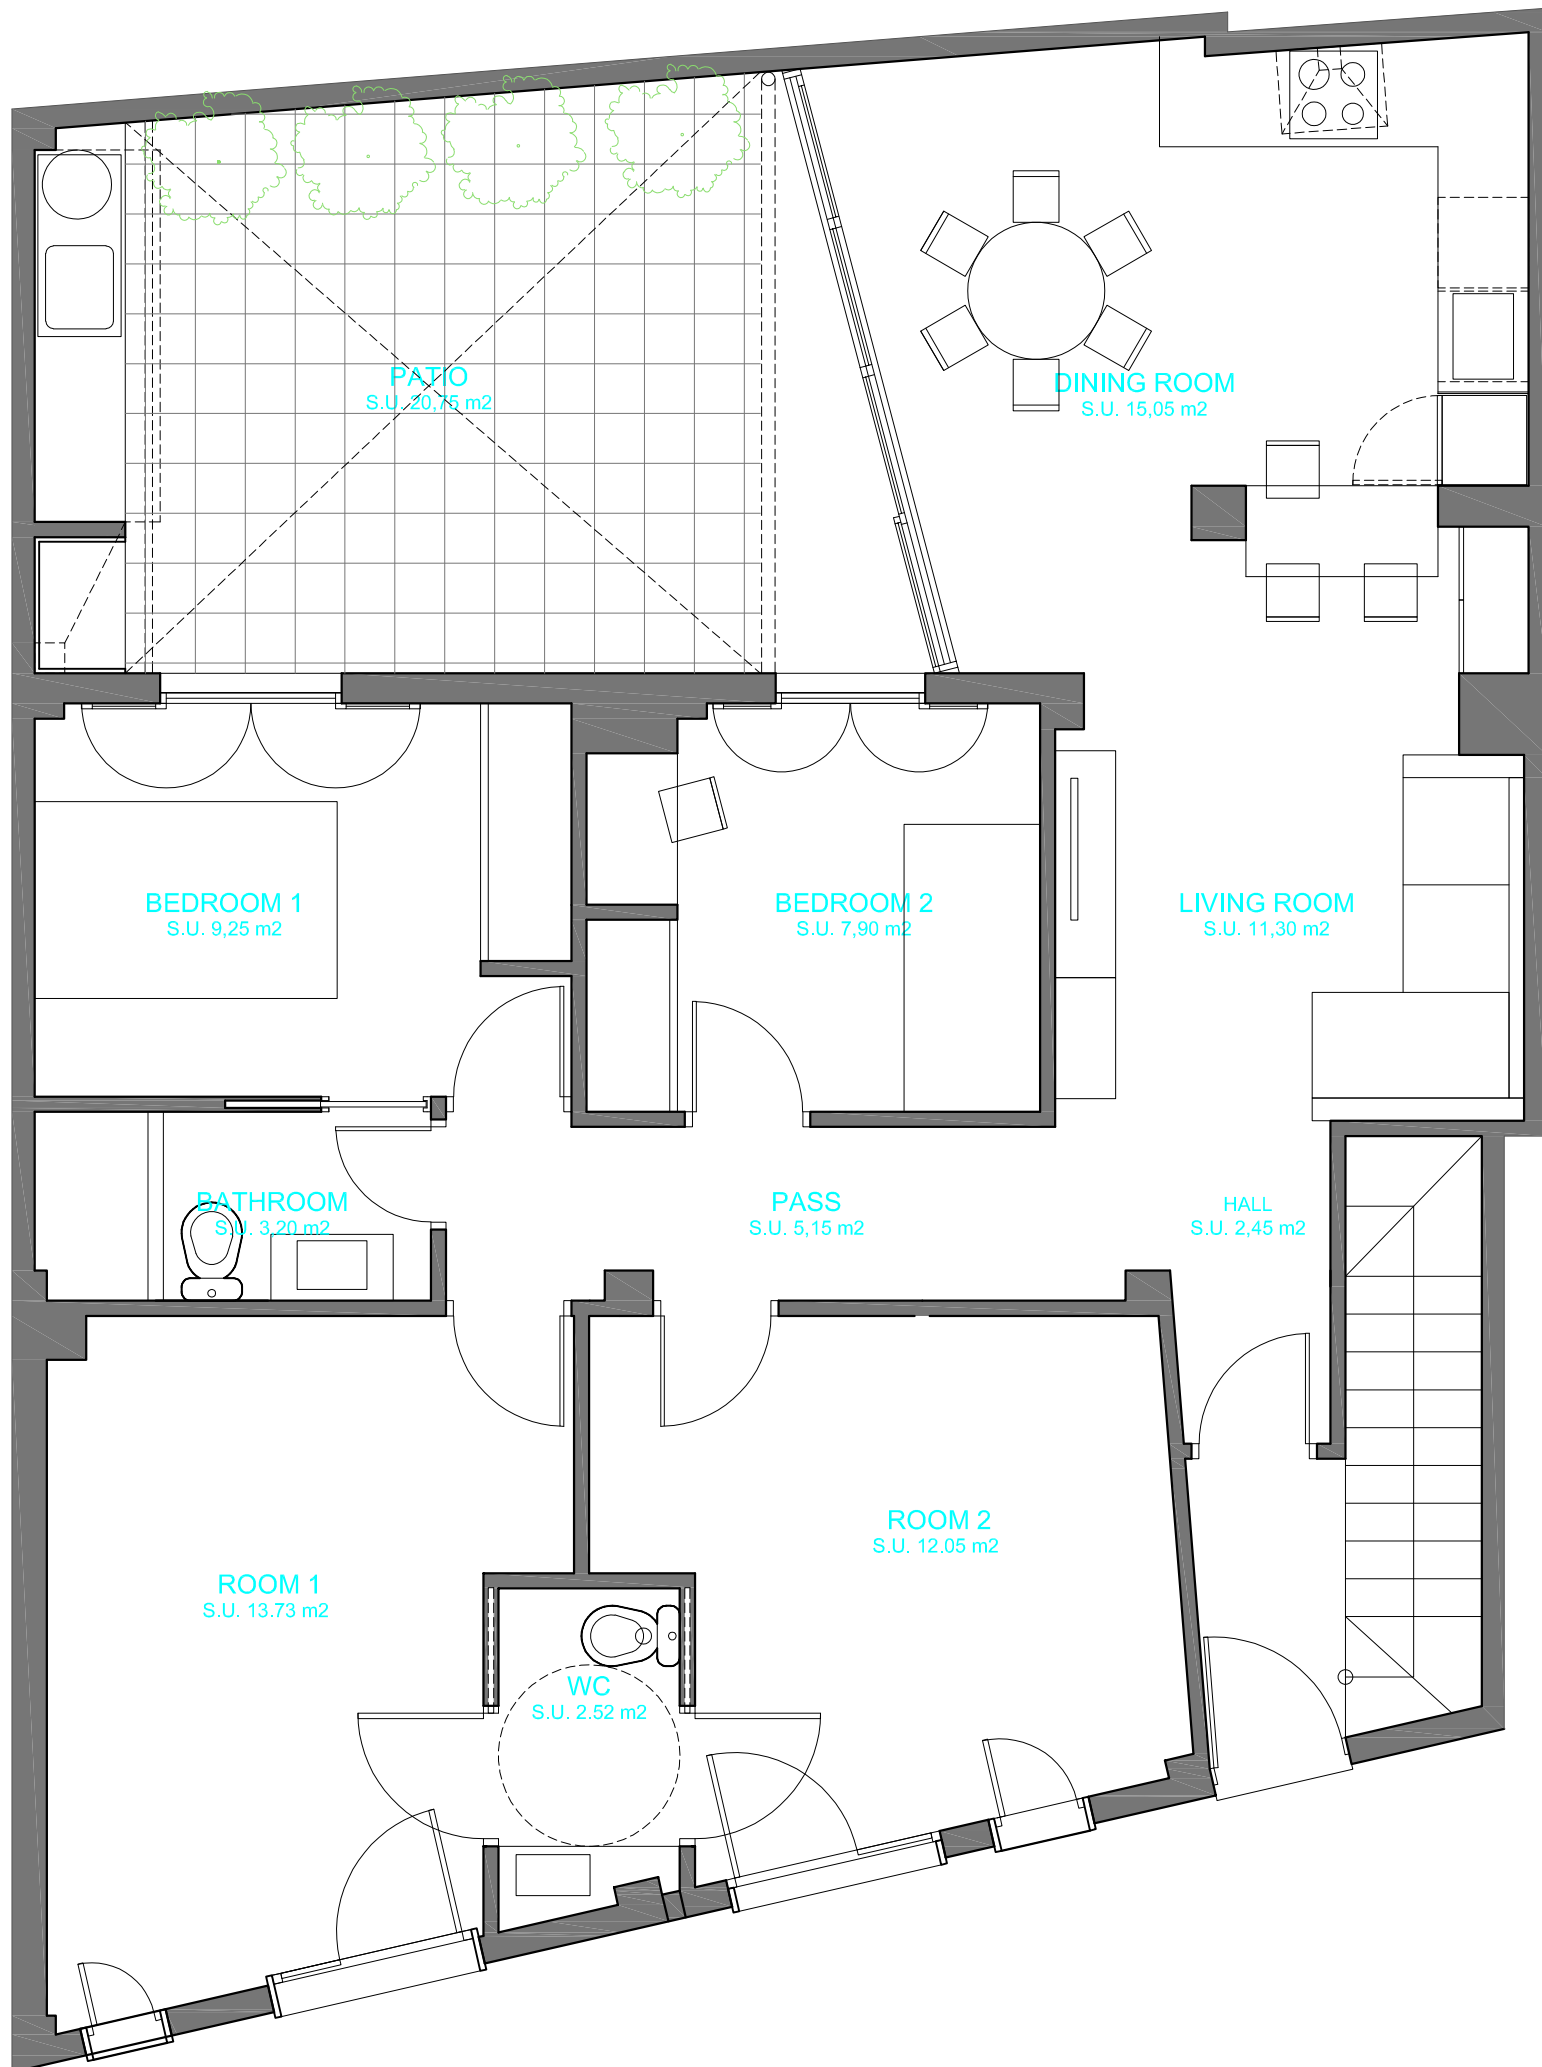 PATIO
S.U. 20,75 m2
DINING ROOM
S.U. 15,05 m2
BEDROOM 1
S.U. 9,25 m2
BEDROOM 2
S.U. 7,90 m2
LIVING ROOM
S.U. 11,30 m2
BATHROOM
S.U. 3,20 m2
PASS
S.U. 5,15 m2
HALL
S.U. 2,45 m2
ROOM 2
S.U. 12.05 m2
ROOM 1
S.U. 13.73 m2
WC
S.U. 2.52 m2